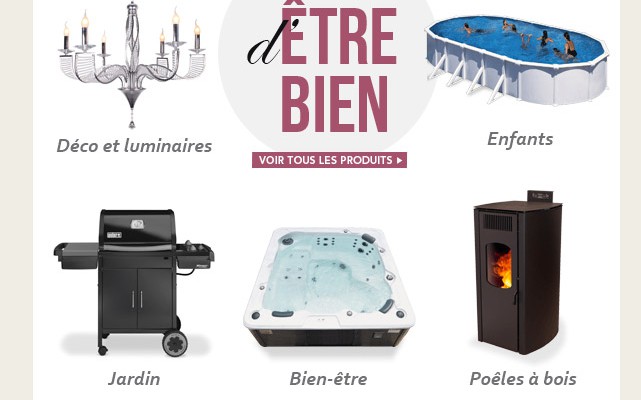 d'ÊTRE
BIEN
Déco et luminaires
Enfants
VOIR TOUS LES PRODUITS
Jardin
Bien-être
Poêles à bois